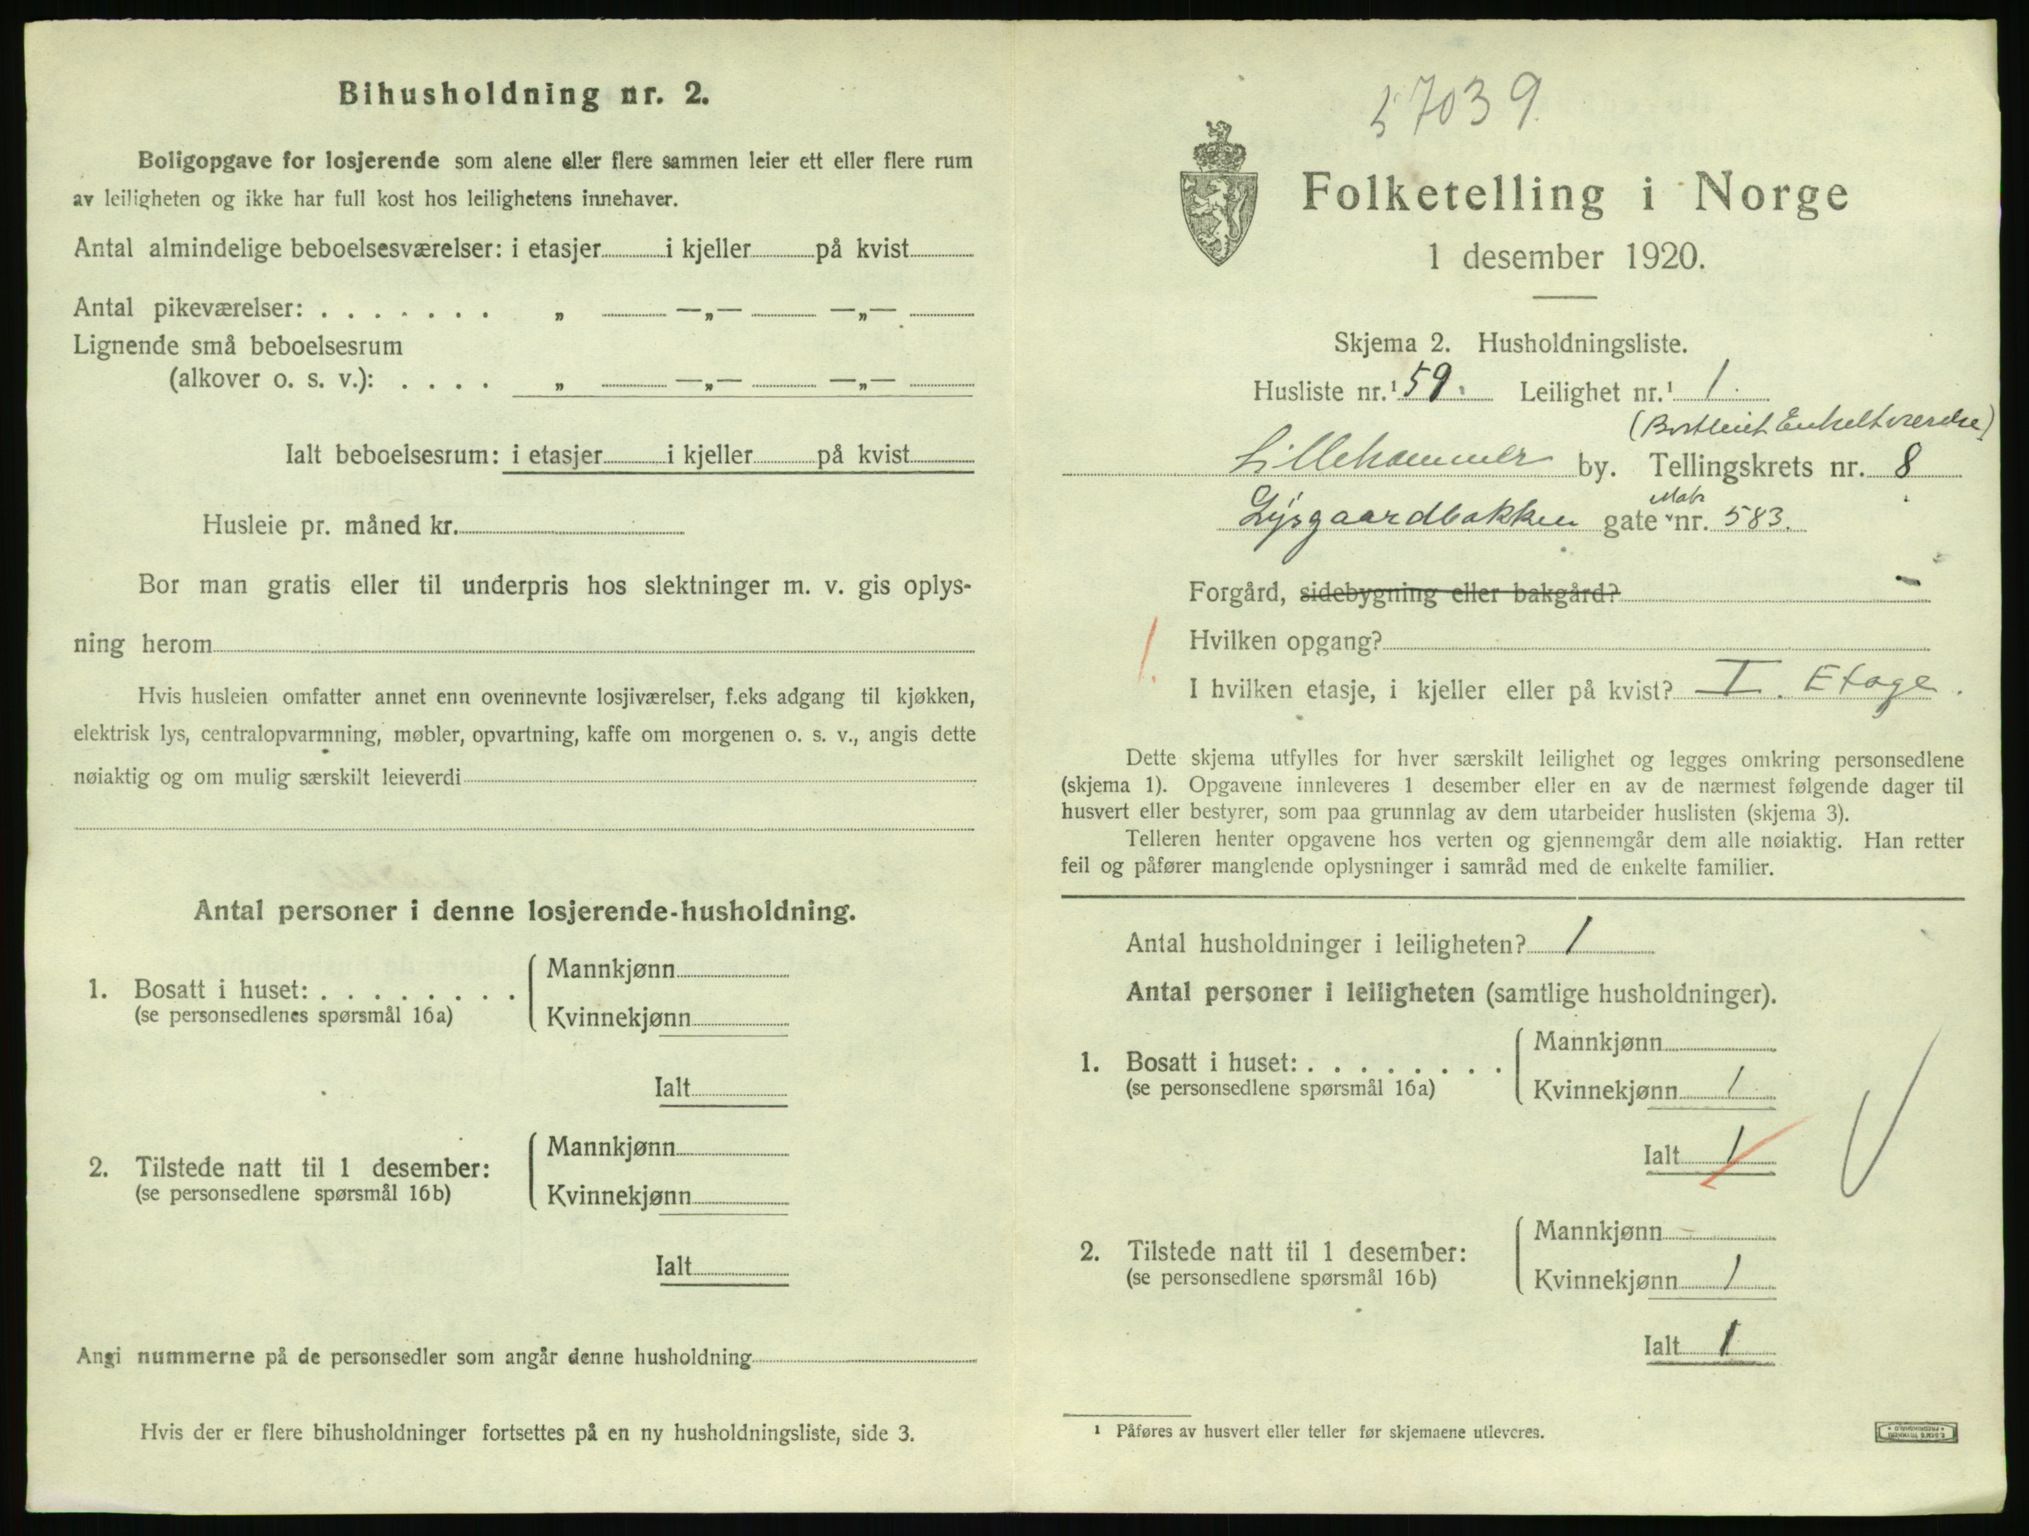 Bihusholdning nr. 2.
Boligopgave for losjerende som alene eller flere sammen leier ett eller flere rum
av leiligheten og ikke har full kost hos leilighetens innehaver.
Antal almindelige beboelsesværelser: i etasjer i kjeller på kvist
Antal pikeværelser: . . . . . . . „ —„— —„—
Lignende små beboelsesrum
(alkover o. s. v.): . . . . „ —„— —„—
Ialt beboelsesrum: i etasjer i kjeller på kvist
Husleie pr. måned kr.
Bor man gratis eller til underpris hos slektninger m. v. gis oplys-
ning herom
Hvis husleien omfatter annet enn ovennevnte losjiværelser, f.eks adgang til kjøkken,
elektrisk lys, centralopvarmning, møbler, opvartning, kaffe om morgenen o. s. v., angis dette
nøiaktig og om mulig særskilt leieverdi
Antal personer i denne losjerende-husholdning.
1. Bosatt i huset: . . . . . . . .
(se personsedlenes spørsmål 16a)
Mannkjønn
Kvinnekjønn
Ialt
2. Tilstede natt til 1 desember:
(se personsedlene spørsmål 16b)
Mannkjønn
Kvinnekjønn
Ialt
Angi nummerne på de personsedler som angår denne husholdning
Hvis der er flere bihusholdninger fortsettes på en ny husholdningsliste, side 3.
57039
Folketelling i Norge
1 desember 1920.
Skjema 2. Husholdningsliste.
Husliste nr.¹ 59. Leilighet nr.¹ 1.
(Bortleiet Enkeltværelse)
Lillehammer by. Tellingskrets nr. 8
Lysgaardbakken gate Matr nr. 583.
Forgård, sidebygning eller bakgård? —
Hvilken opgang?
1.
I hvilken etasje, i kjeller eller på kvist? I. Etage.
Dette skjema utfylles for hver særskilt leilighet og legges omkring personsedlene
(skjema 1). Opgavene innleveres 1 desember eller en av de nærmest følgende dager til
husvert eller bestyrer, som paa grunnlag av dem utarbeider huslisten (skjema 3).
Telleren henter opgavene hos verten og gjennemgår dem alle nøiaktig. Han retter
feil og påfører manglende oplysninger i samråd med de enkelte familier.
Antal husholdninger i leiligheten? 1
Antal personer i leiligheten (samtlige husholdninger).
1. Bosatt i huset: . . . . . . . .
(se personsedlene spørsmål 16a)
Mannkjønn
Kvinnekjønn 1
Ialt 1
2. Tilstede natt til 1 desember:
(se personsedlene spørsmål 16b)
Mannkjønn –
Kvinnekjønn 1
Ialt 1
¹ Påføres av husvert eller teller før skjemaene utleveres.